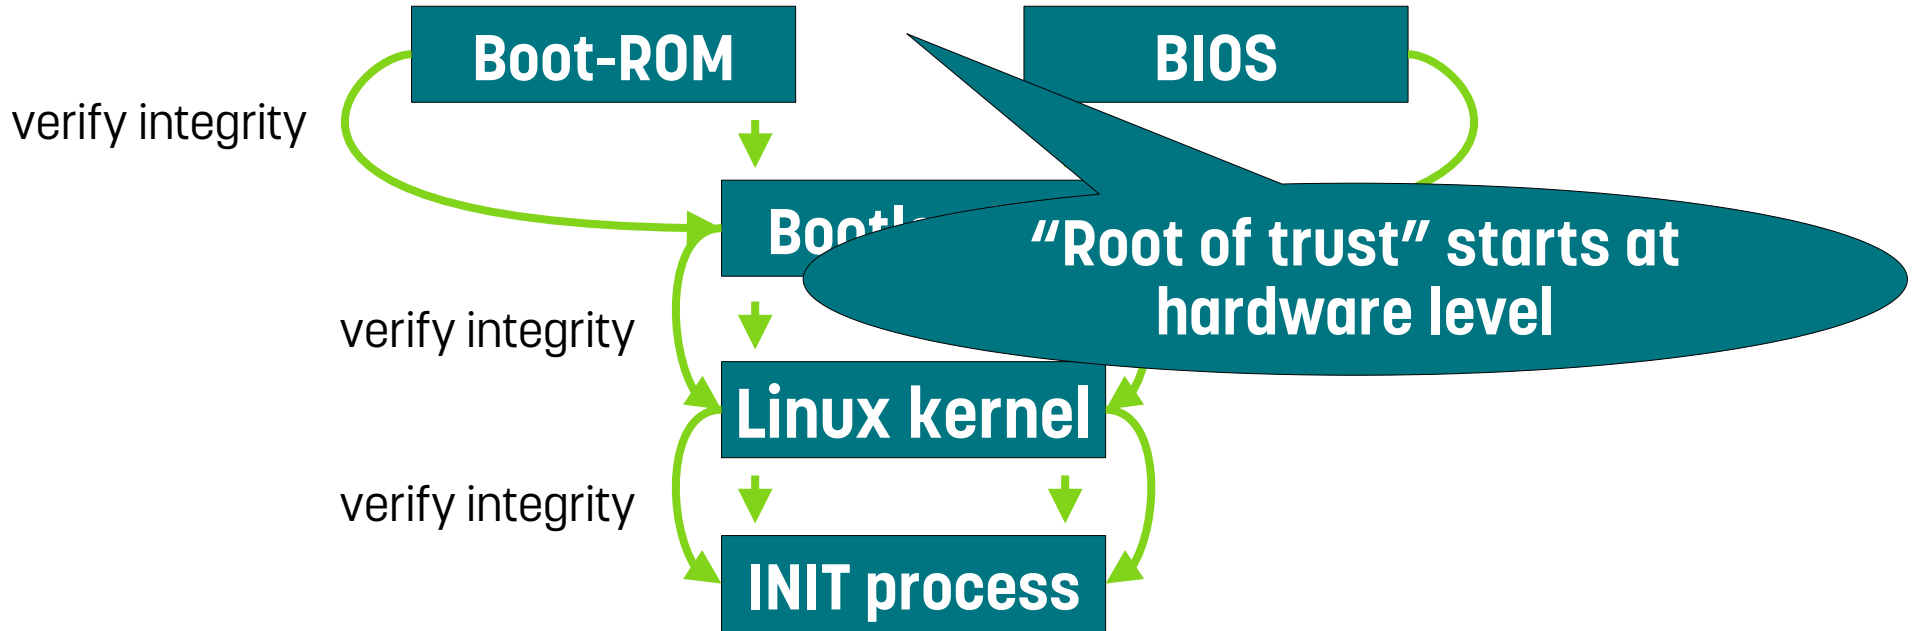 Boot-ROM
BIOS
verify integrity
“Root of trust” starts at
hardware level
verify integrity
Linux kernel
verify integrity
INIT process